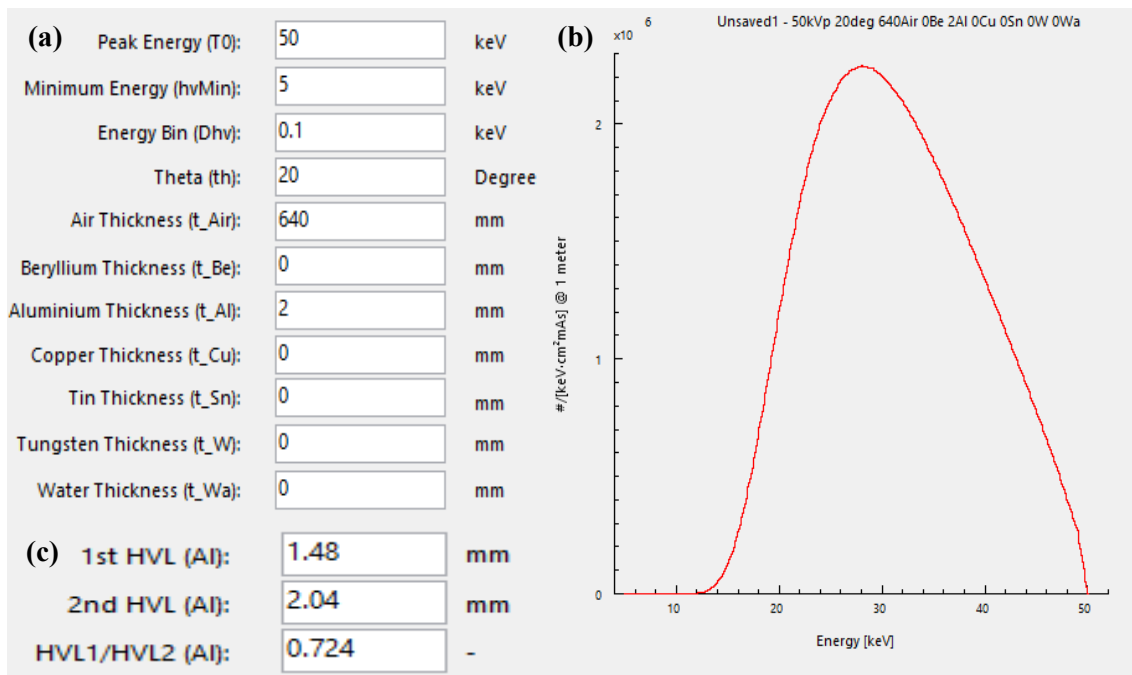 (a)
Peak Energy (T0): 50 keV
Minimum Energy (hvMin): 5 keV
Energy Bin (Dhv): 0.1 keV
Theta (th): 20 Degree
Air Thickness (t_Air): 640 mm
Beryllium Thickness (t_Be): 0 mm
Aluminium Thickness (t_Al): 2 mm
Copper Thickness (t_Cu): 0 mm
Tin Thickness (t_Sn): 0 mm
Tungsten Thickness (t_W): 0 mm
Water Thickness (t_Wa): 0 mm
(b)
Unsaved1 - 50kVp 20deg 640Air 0Be 2Al 0Cu 0Sn 0W 0Wa
6
x10
2
1
0
#/[keV·cm²mAs] @ 1 meter
10 20 30 40 50
Energy [keV]
(c)
1st HVL (Al): 1.48 mm
2nd HVL (Al): 2.04 mm
HVL1/HVL2 (Al): 0.724 -